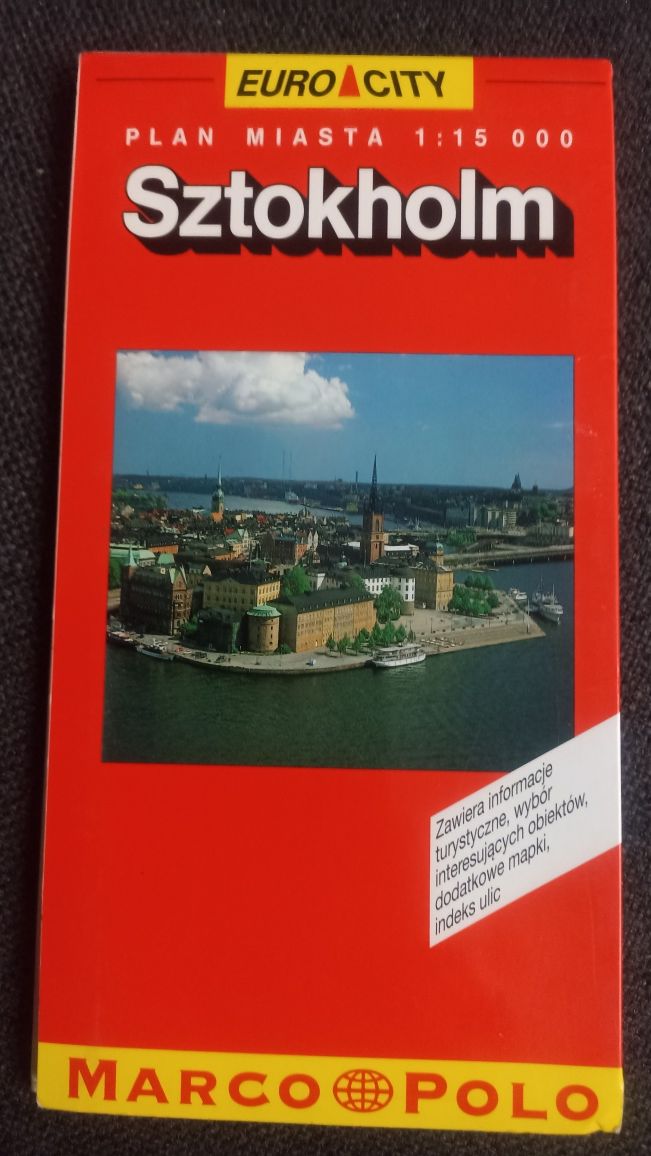 EURO CITY
PLAN MIASTA 1:15 000
Sztokholm
Zawiera informacje
turystyczne, wybór
interesujących obiektów,
dodatkowe mapki,
indeks ulic
MARCO POLO